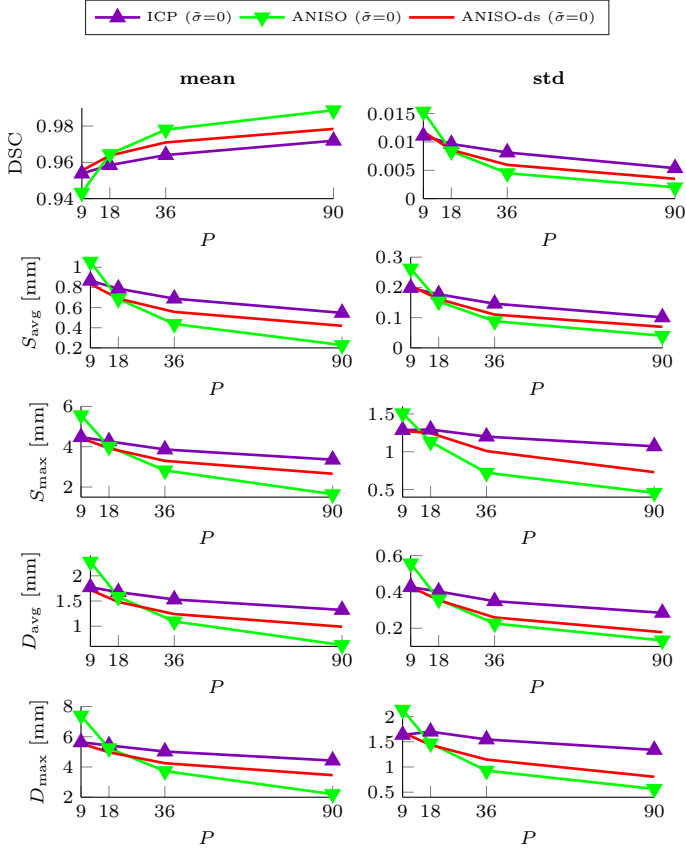 ICP (σ̃=0) ANISO (σ̃=0) ANISO-ds (σ̃=0)
mean std
DSC
0.98
0.96
0.94
9 18 36 90
P
0.015
0.01
0.005
0
9 18 36 90
P
S_avg [mm]
1
0.8
0.6
0.4
0.2
9 18 36 90
P
0.3
0.2
0.1
0
9 18 36 90
P
S_max [mm]
6
4
2
9 18 36 90
P
1.5
1
0.5
9 18 36 90
P
D_avg [mm]
2
1.5
1
9 18 36 90
P
0.6
0.4
0.2
9 18 36 90
P
D_max [mm]
8
6
4
2
9 18 36 90
P
2
1.5
1
0.5
9 18 36 90
P